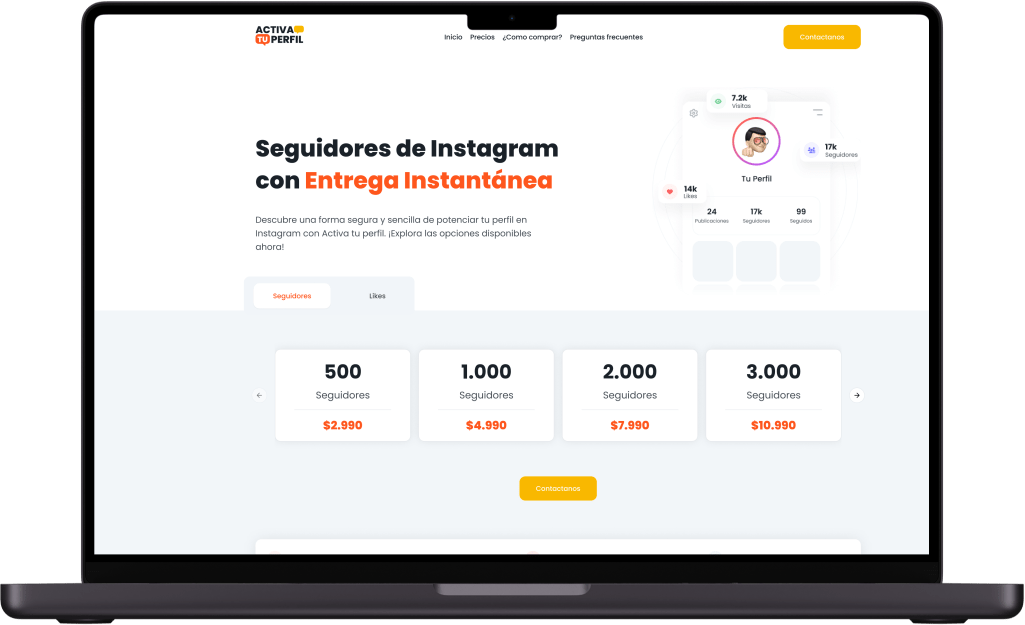 ACTIVA
TU PERFIL
Inicio Precios ¿Como comprar? Preguntas frecuentes
Contactanos
7.2k
Visitas
17k
Seguidores
Tu Perfil
14k
Likes
24 17k 99
Publicaciones Seguidores Seguidos
Seguidores de Instagram
con Entrega Instantánea
Descubre una forma segura y sencilla de potenciar tu perfil en
Instagram con Activa tu perfil. ¡Explora las opciones disponibles
ahora!
Seguidores Likes
500 1.000 2.000 3.000
Seguidores Seguidores Seguidores Seguidores
$2.990 $4.990 $7.990 $10.990
Contactanos